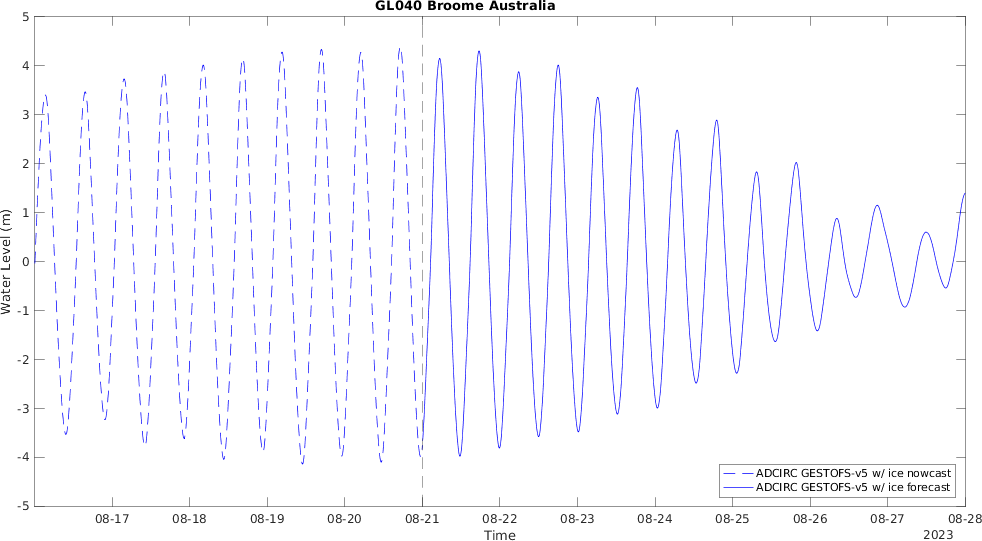 GL040 Broome Australia
Water Level (m)
5
4
3
2
1
0
-1
-2
-3
-4
-5
ADCIRC GESTOFS-v5 w/ ice nowcast
ADCIRC GESTOFS-v5 w/ ice forecast
08-17 08-18 08-19 08-20 08-21 08-22 08-23 08-24 08-25 08-26 08-27 08-28
Time
2023